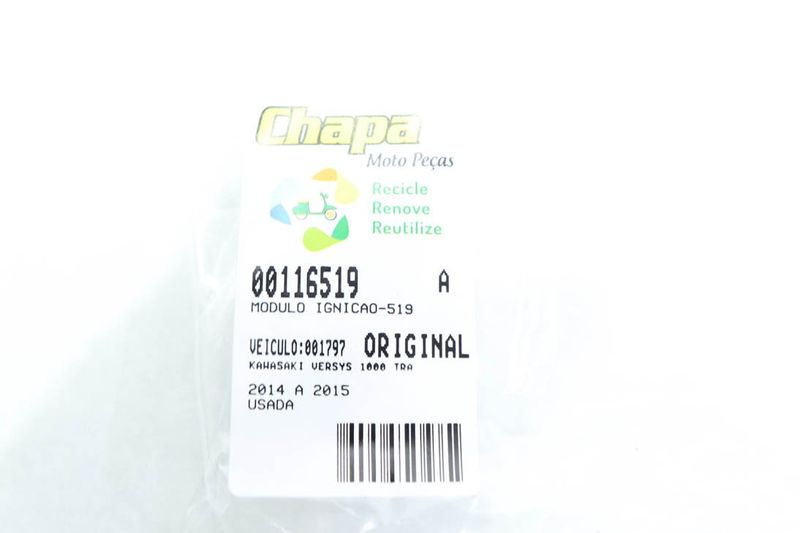 Chapa
Moto Peças
Recicle
Renove
Reutilize
00116519 A
MODULO IGNICAO-519
VEICULO:001797 ORIGINAL
KAWASAKI VERSYS 1000 TRA
2014 A 2015
USADA